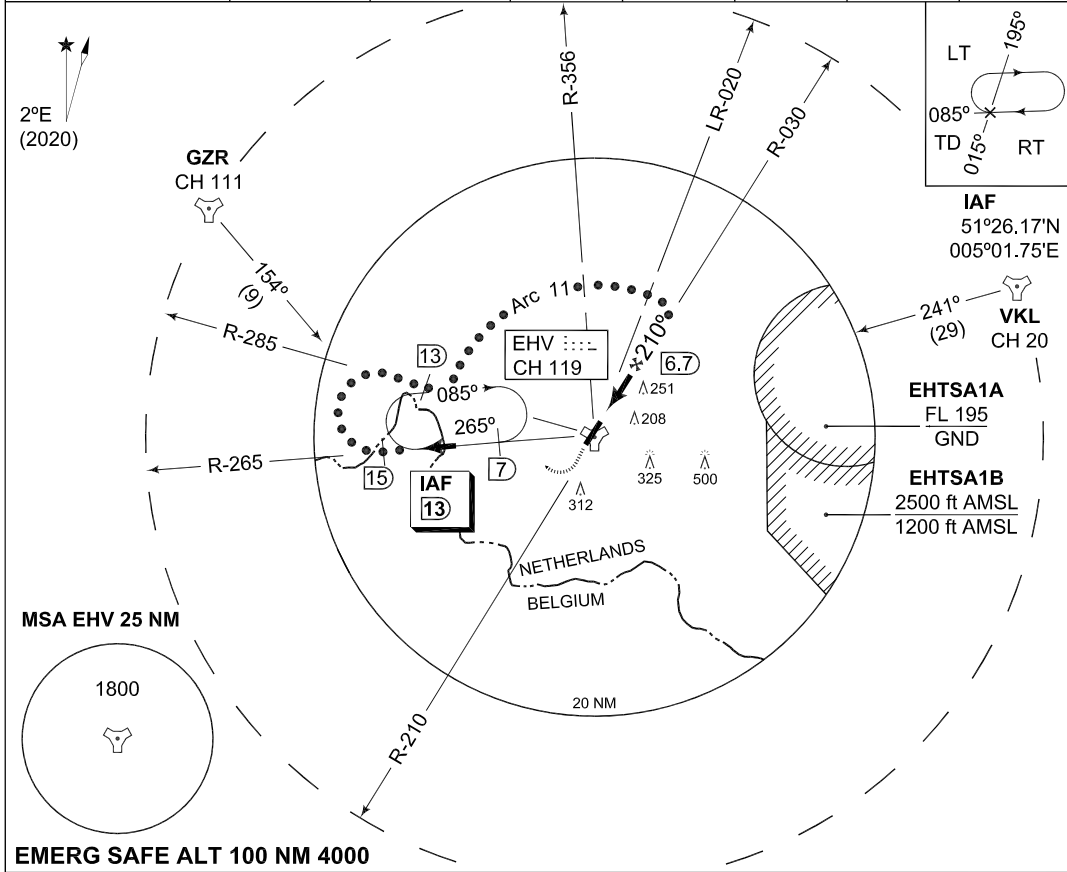 2ºE
(2020)
GZR
CH 111
R-356
LR-020
R-030
LT
195º
085º
TD
015º
RT
IAF
51º26.17'N
005º01.75'E
VKL
CH 20
241º
(29)
154º
(9)
R-285
Arc 11
210º
EHV
CH 119
6.7
13
085º
265º
251
208
R-265
15
7
IAF
13
325
500
312
EHTSA1A
FL 195
GND
EHTSA1B
2500 ft AMSL
1200 ft AMSL
NETHERLANDS
BELGIUM
MSA EHV 25 NM
1800
20 NM
R-210
EMERG SAFE ALT 100 NM 4000